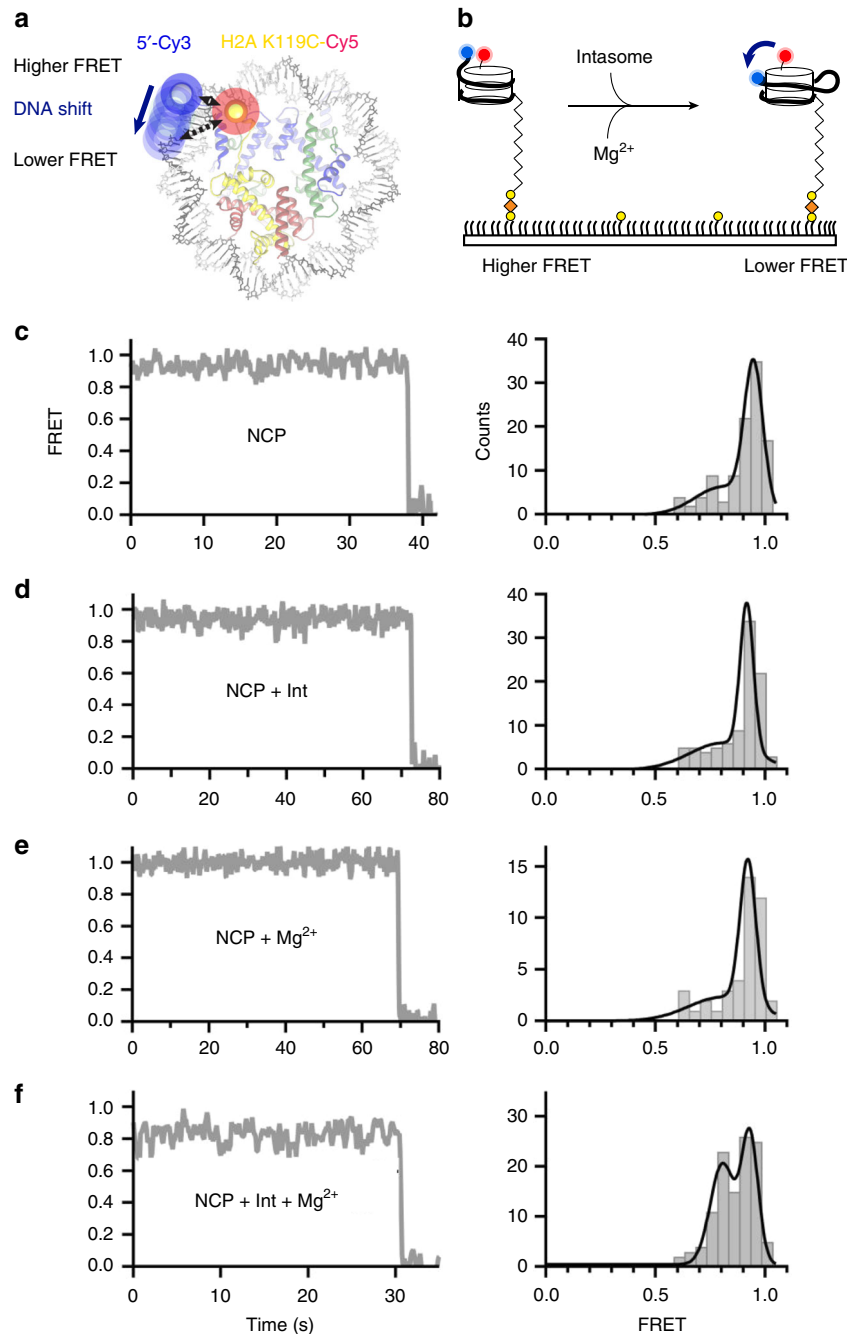 a
5′-Cy3 H2A K119C-Cy5
Higher FRET
DNA shift
Lower FRET
b
Intasome
Mg²⁺
Higher FRET
Lower FRET
c
FRET
1.0
0.8
0.6
0.4
0.2
0.0
NCP
0 10 20 30 40
Counts
40
30
20
10
0
0.0 0.5 1.0
d
1.0
0.8
0.6
0.4
0.2
0.0
NCP + Int
0 20 40 60 80
40
30
20
10
0
0.0 0.5 1.0
e
1.0
0.8
0.6
0.4
0.2
0.0
NCP + Mg²⁺
0 20 40 60 80
15
10
5
0
0.0 0.5 1.0
f
1.0
0.8
0.6
0.4
0.2
0.0
NCP + Int + Mg²⁺
0 10 20 30
Time (s)
30
20
10
0
0.0 0.5 1.0
FRET